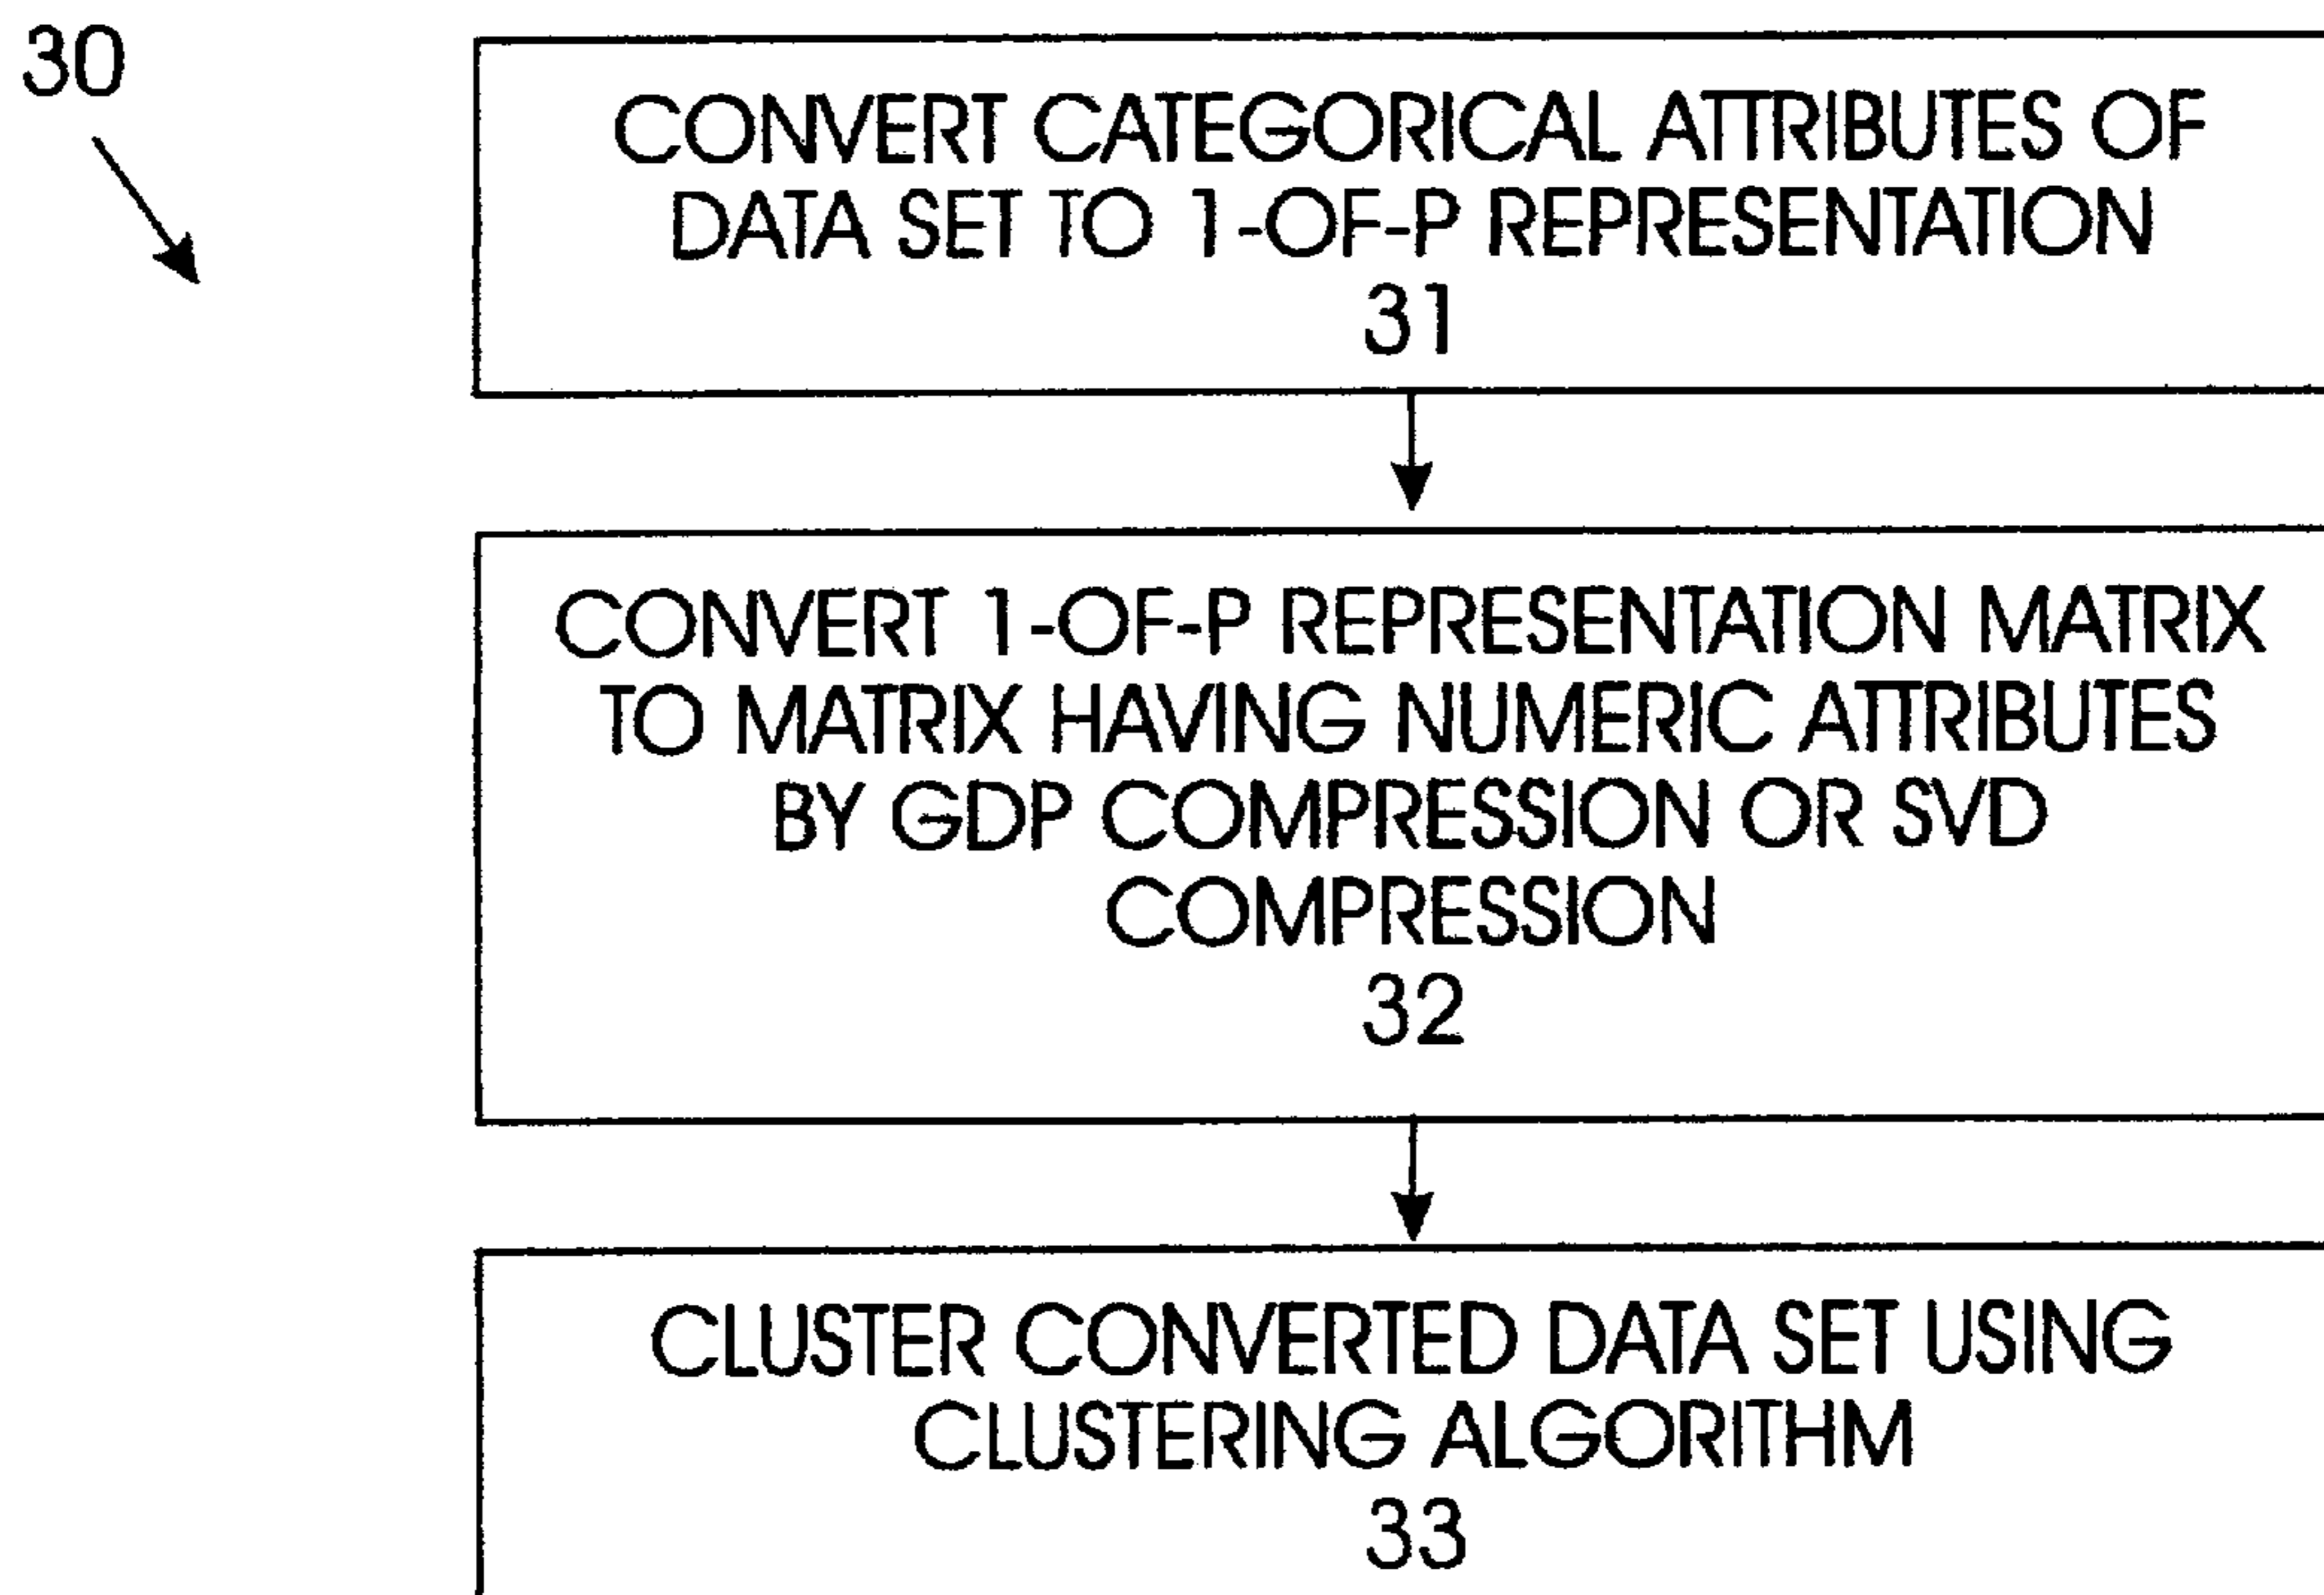 30
CONVERT CATEGORICAL ATTRIBUTES OF
DATA SET TO 1-OF-P REPRESENTATION
31
CONVERT 1-OF-P REPRESENTATION MATRIX
TO MATRIX HAVING NUMERIC ATTRIBUTES
BY GDP COMPRESSION OR SVD
COMPRESSION
32
CLUSTER CONVERTED DATA SET USING
CLUSTERING ALGORITHM
33